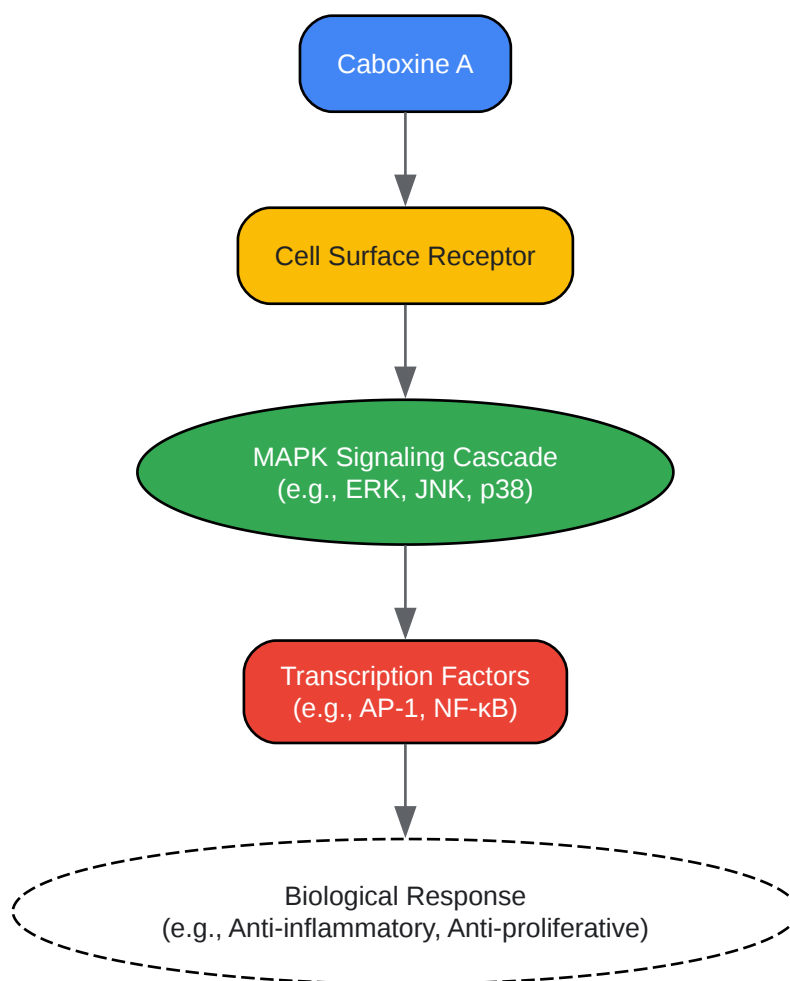 Caboxine A
Cell Surface Receptor
MAPK Signaling Cascade
(e.g., ERK, JNK, p38)
Transcription Factors
(e.g., AP-1, NF-κB)
Biological Response
(e.g., Anti-inflammatory, Anti-proliferative)